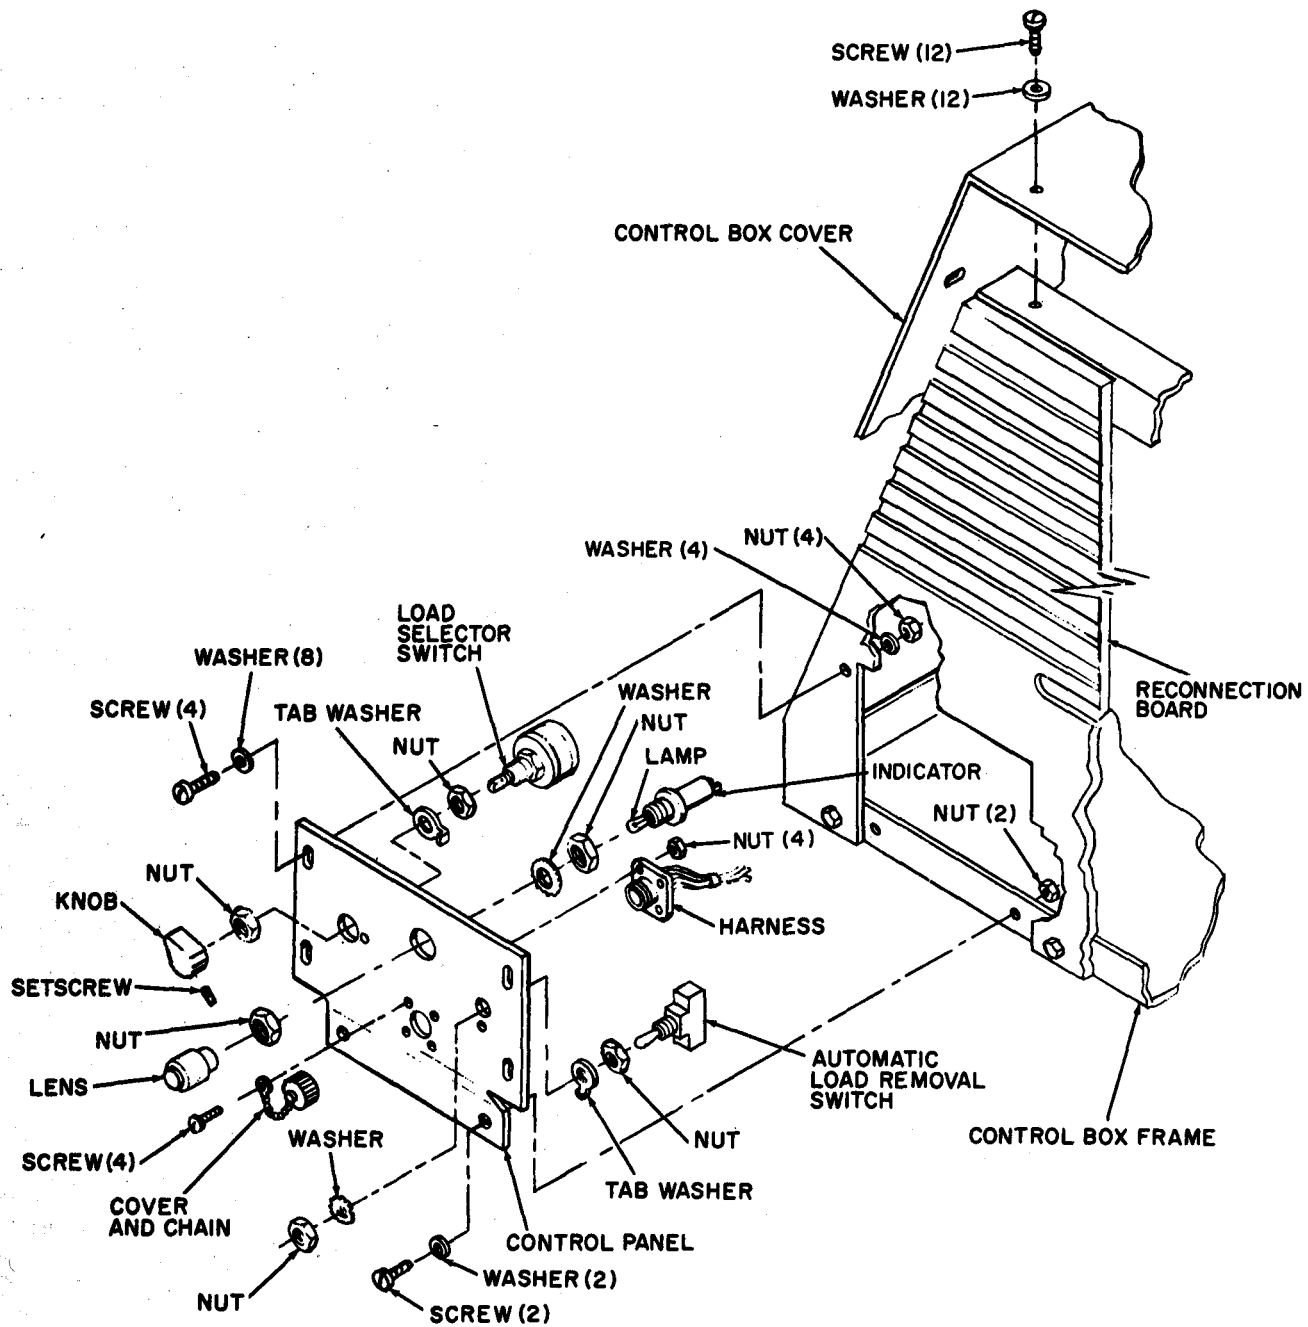 SCREW (12)
WASHER (12)
CONTROL BOX COVER
WASHER (4)
NUT (4)
LOAD
SELECTOR
SWITCH
WASHER (8)
SCREW (4)
TAB WASHER
NUT
WASHER
NUT
LAMP
INDICATOR
RECONNECTION
BOARD
NUT (2)
NUT (4)
HARNESS
NUT
KNOB
SETSCREW
NUT
LENS
SCREW (4)
COVER
AND CHAIN
WASHER
NUT
CONTROL PANEL
WASHER (2)
SCREW (2)
AUTOMATIC
LOAD REMOVAL
SWITCH
NUT
TAB WASHER
CONTROL BOX FRAME